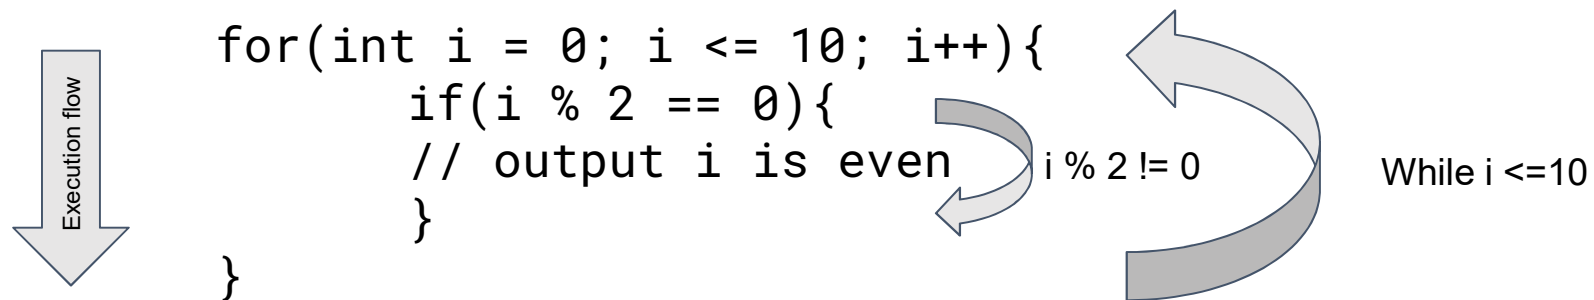 for(int i = 0; i <= 10; i++){
if(i % 2 == 0){
// output i is even
}
}
Execution flow
i % 2 != 0
While i <=10